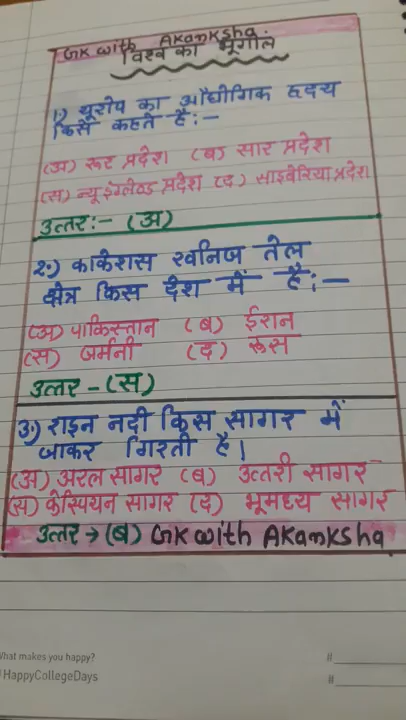 GK with Akanksha.
विश्व का भूगोल
1) यूरोप का औद्योगिक हृदय
किसे कहते है:-
(अ) रूर प्रदेश (ब) सार प्रदेश
(स) न्यू इंग्लैण्ड प्रदेश (द) साइबेरिया प्रदेश
उत्तर:- (अ)
2.) काकेशस खनिज तेल
क्षेत्र किस देश में है:-
(अ) पाकिस्तान (ब) ईरान
(स) जर्मनी (द) रूस
उत्तर - (स)
3) राइन नदी किस सागर में
जाकर गिरती है।
(अ) अरल सागर (ब) उत्तरी सागर
(स) केस्पियन सागर (द) भूमध्य सागर
उत्तर → (ब) GK with Akanksha
What makes you happy?
#HappyCollegeDays
#
#